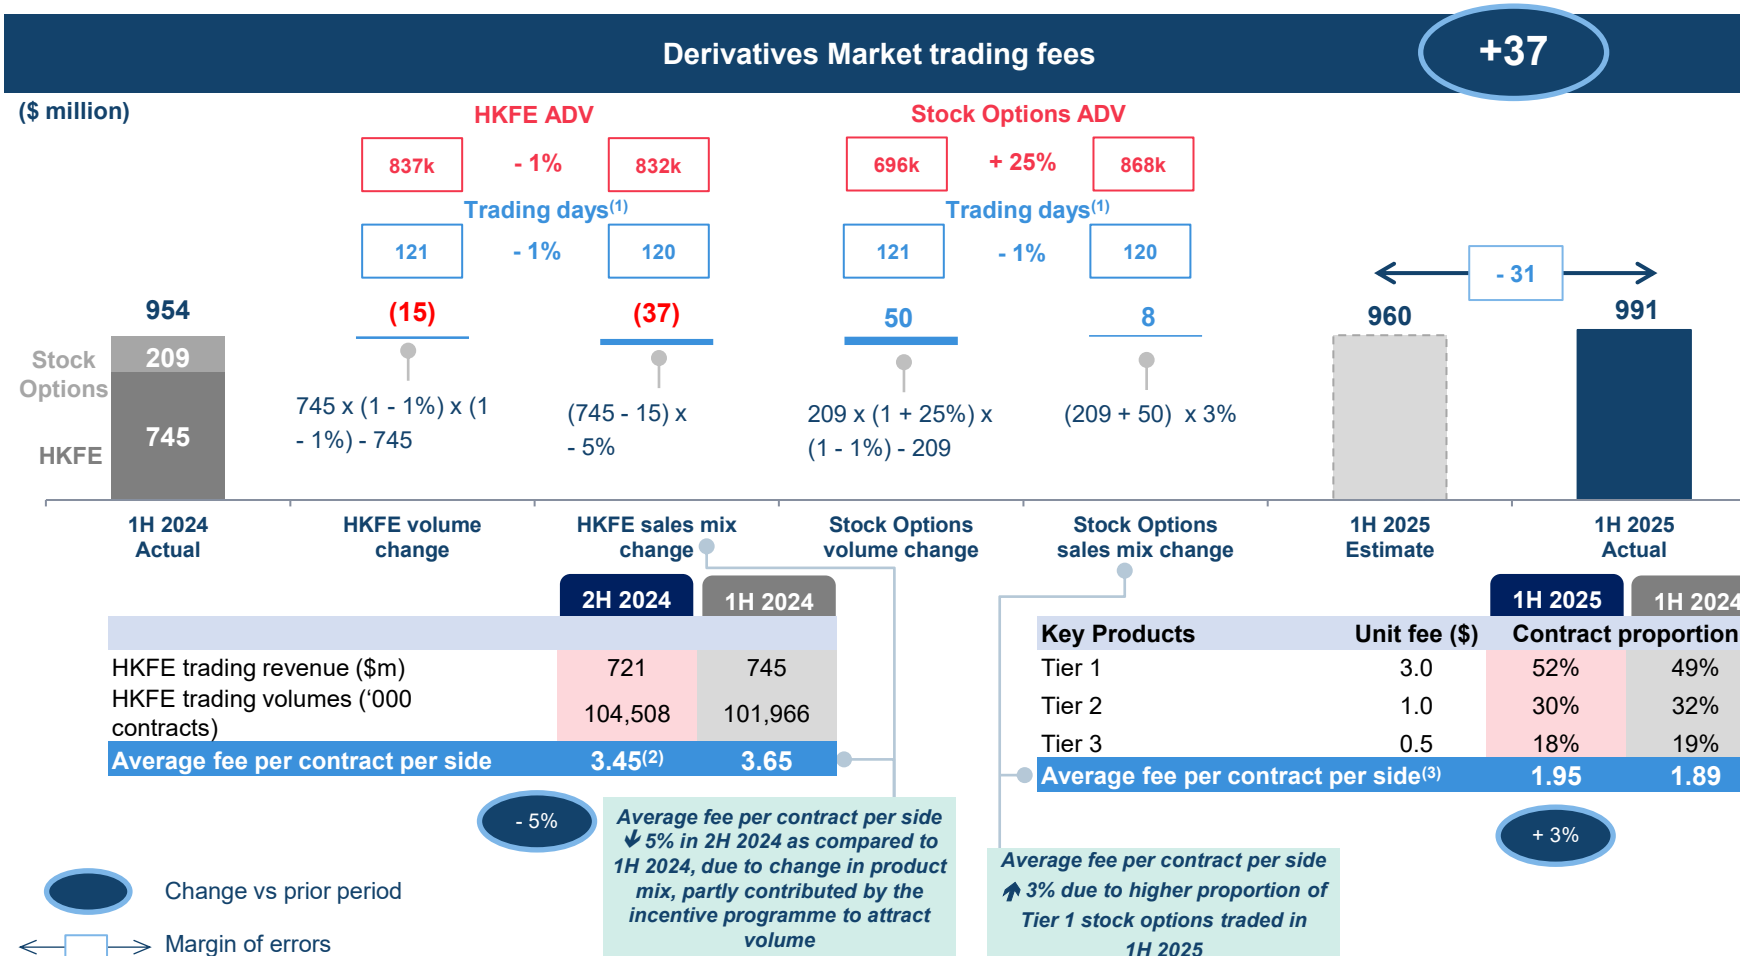 Derivatives Market trading fees
+37
($ million)
HKFE ADV
837k
- 1%
832k
Trading days(1)
121
- 1%
120
Stock Options ADV
696k
+ 25%
868k
Trading days(1)
121
- 1%
120
954
Stock
Options
209
HKFE
745
(15)
745 x (1 - 1%) x (1
- 1%) - 745
(37)
(745 - 15) x
- 5%
50
209 x (1 + 25%) x
(1 - 1%) - 209
8
(209 + 50) x 3%
960
- 31
991
1H 2024
Actual
HKFE volume
change
HKFE sales mix
change
Stock Options
volume change
Stock Options
sales mix change
1H 2025
Estimate
1H 2025
Actual
2H 2024 1H 2024
HKFE trading revenue ($m) 721 745
HKFE trading volumes (‘000
contracts) 104,508 101,966
Average fee per contract per side 3.45(2) 3.65
- 5%
Average fee per contract per side
🡻 5% in 2H 2024 as compared to
1H 2024, due to change in product
mix, partly contributed by the
incentive programme to attract
volume
1H 2025 1H 2024
Key Products Unit fee ($) Contract proportion
Tier 1 3.0 52% 49%
Tier 2 1.0 30% 32%
Tier 3 0.5 18% 19%
Average fee per contract per side(3) 1.95 1.89
+ 3%
Average fee per contract per side
🡹 3% due to higher proportion of
Tier 1 stock options traded in
1H 2025
Change vs prior period
Margin of errors